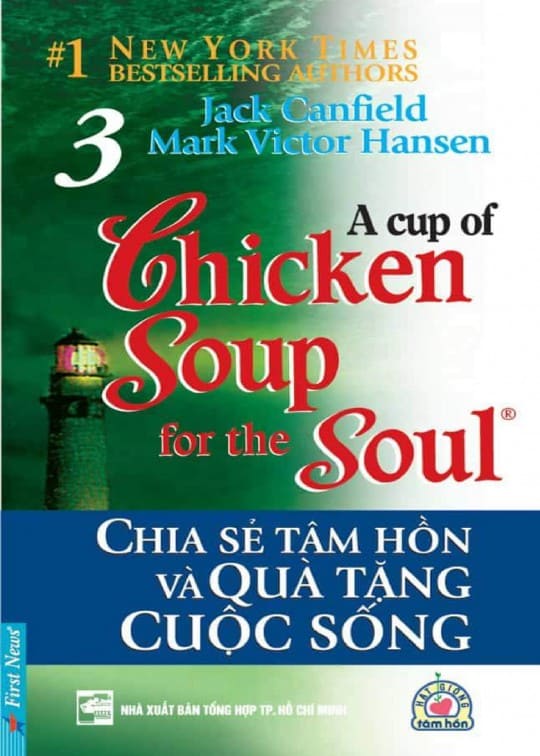 #1 NEW YORK TIMES
BESTSELLING AUTHORS
Jack Canfield
Mark Victor Hansen
3
A cup of
Chicken
Soup
for the Soul®
CHIA SẺ TÂM HỒN
VÀ QUÀ TẶNG
CUỘC SỐNG
First News
NHÀ XUẤT BẢN TỔNG HỢP TP. HỒ CHÍ MINH
HẠT GIỐNG
tâm hồn